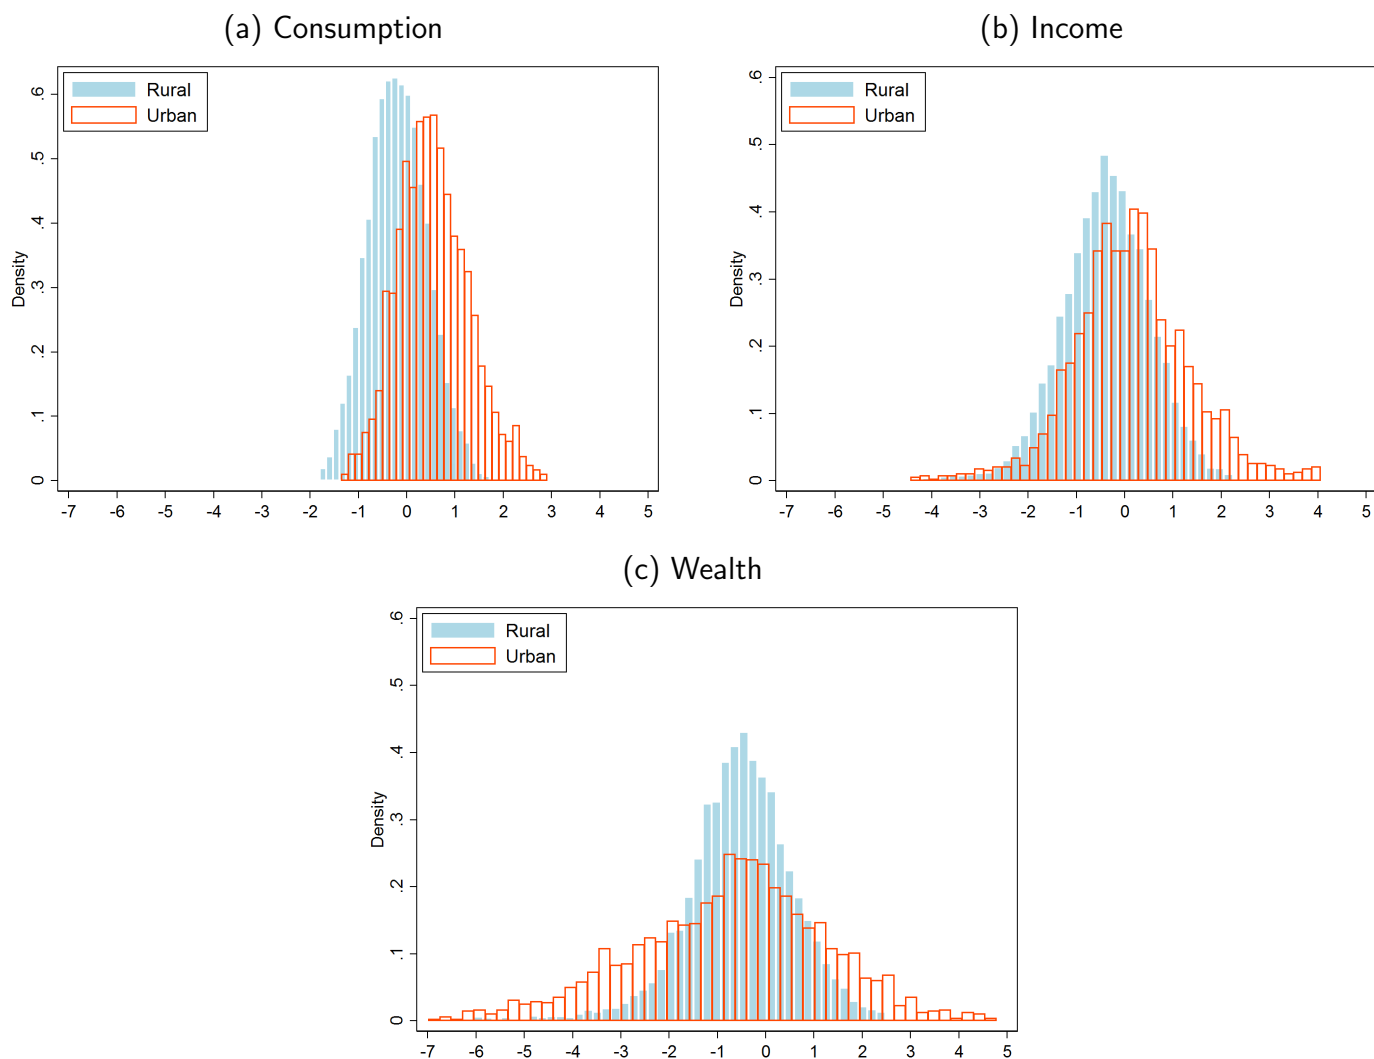 (a) Consumption
Rural
Urban
Density
0 .1 .2 .3 .4 .5 .6
-7 -6 -5 -4 -3 -2 -1 0 1 2 3 4 5
(b) Income
Rural
Urban
Density
0 .1 .2 .3 .4 .5 .6
-7 -6 -5 -4 -3 -2 -1 0 1 2 3 4 5
(c) Wealth
Rural
Urban
Density
0 .1 .2 .3 .4 .5 .6
-7 -6 -5 -4 -3 -2 -1 0 1 2 3 4 5